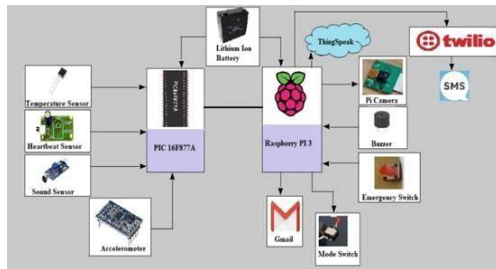 Lithium Ion
Battery
ThingSpeak
twilio
SMS
Temperature Sensor
Heartbeat Sensor
Sound Sensor
Accelerometer
PIC 16F877A
Raspberry PI 3
Pi Camera
Buzzer
Emergency Switch
Gmail
Mode Switch